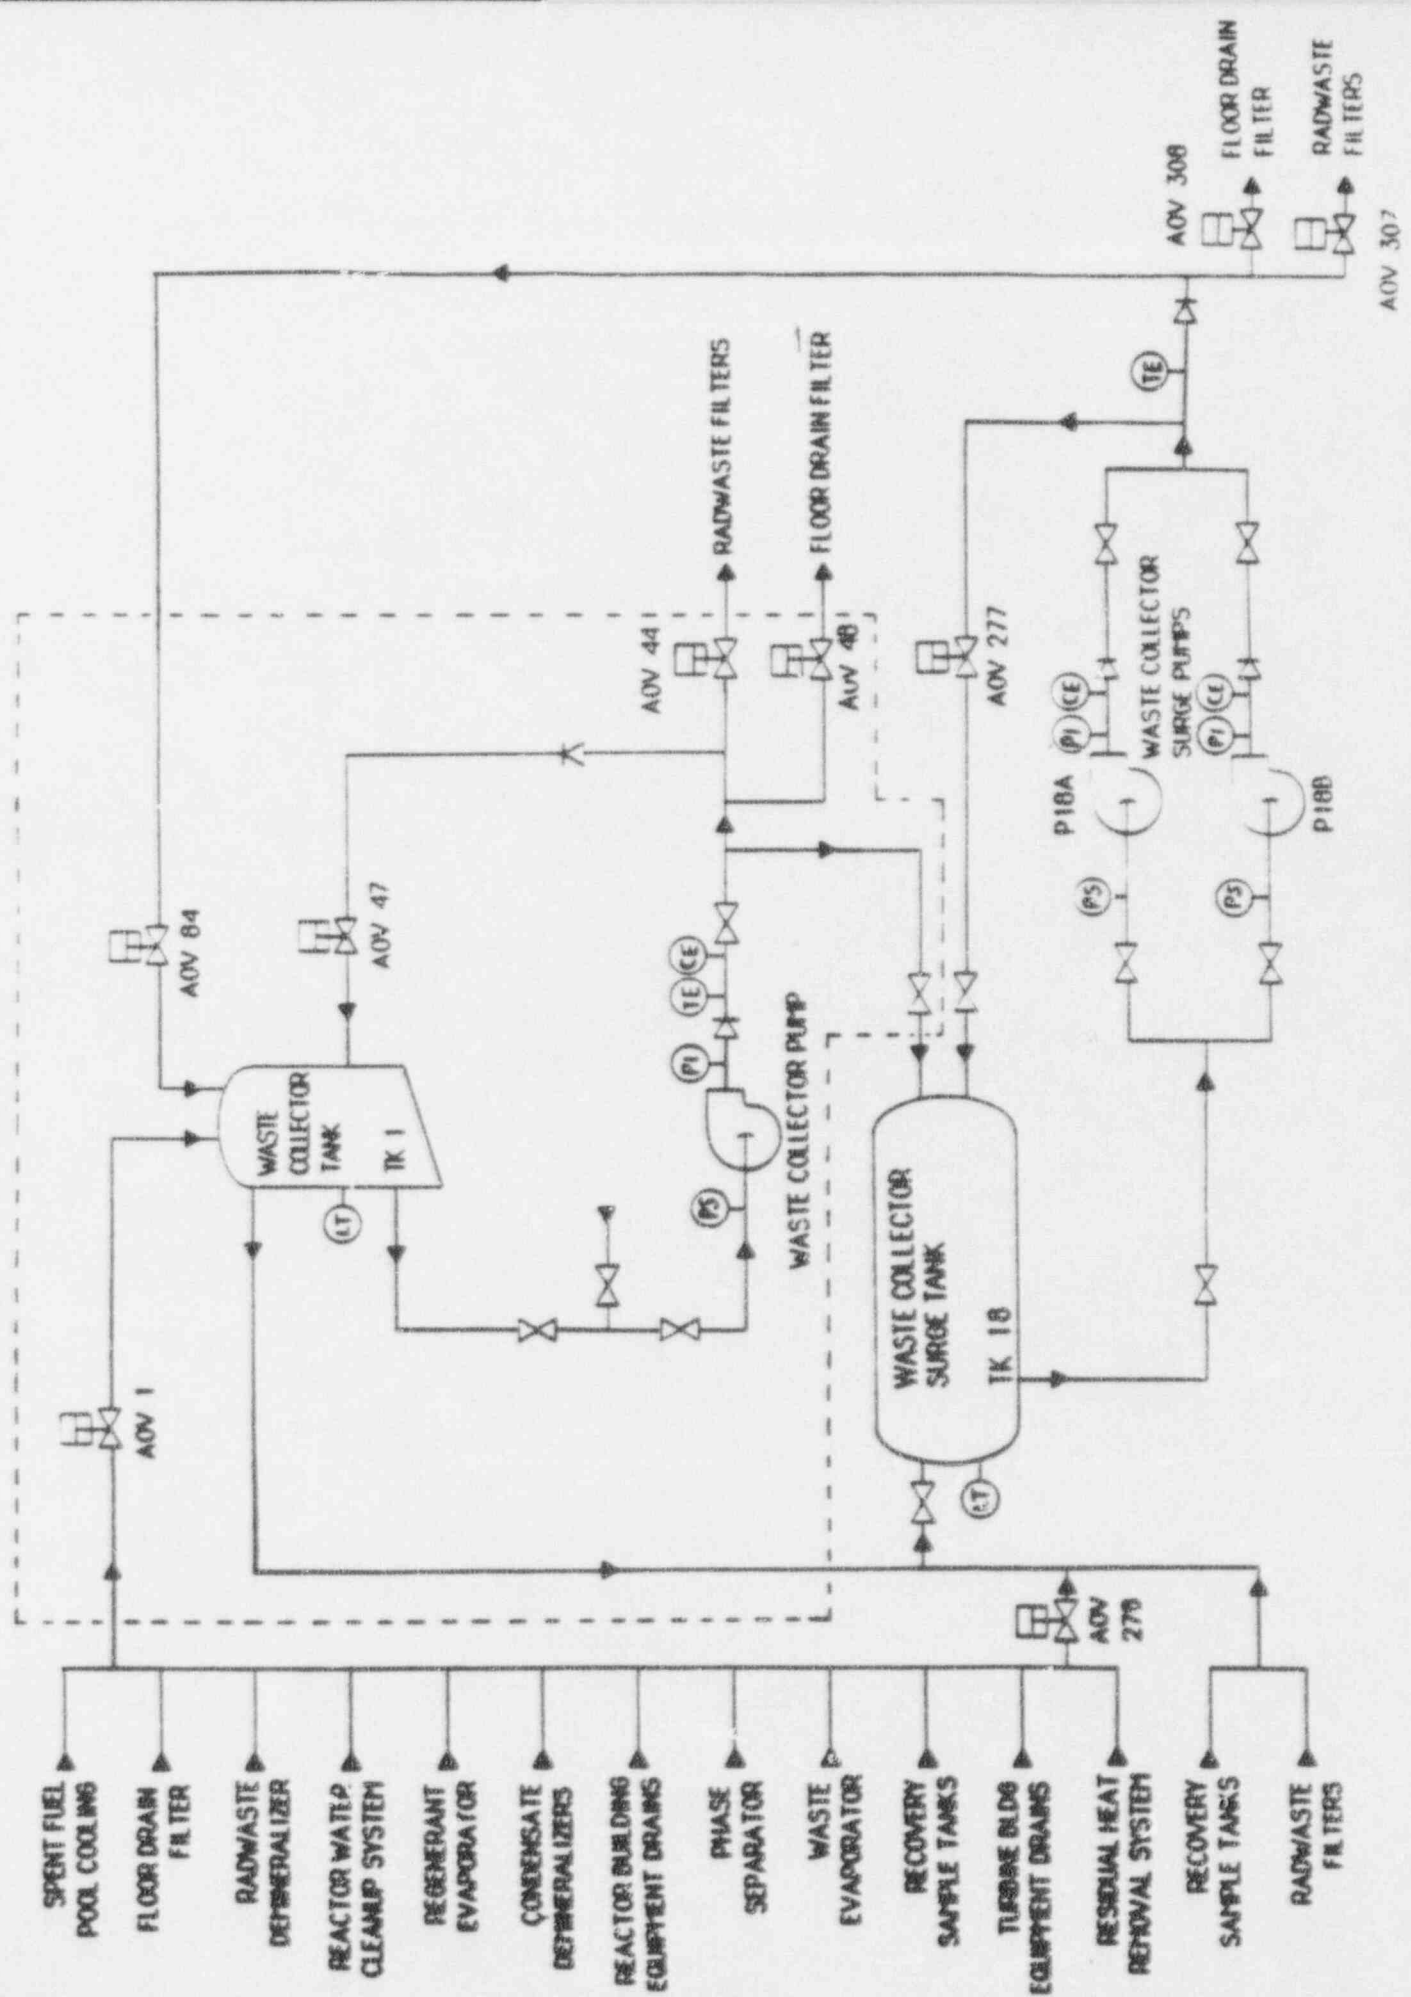 SPENT FUEL
POOL COOLING
FLOOR DRAIN
FILTER
RADWASTE
DEMINERALIZER
REACTOR WATER
CLEANUP SYSTEM
REGENERANT
EVAPORATOR
CONDENSATE
DEMINERALIZERS
REACTOR BUILDING
EQUIPMENT DRAINS
PHASE
SEPARATOR
WASTE
EVAPORATOR
RECOVERY
SAMPLE TANKS
TURBINE BLDG
EQUIPMENT DRAINS
RESIDUAL HEAT
REMOVAL SYSTEM
RECOVERY
SAMPLE TANKS
RADWASTE
FILTERS
AOV 1
AOV
278
WASTE
COLLECTOR
TANK
TK 1
LT
AOV 84
AOV 47
PS
WASTE COLLECTOR PUMP
PI
TE
CE
AOV 44
RADWASTE FILTERS
AOV 48
FLOOR DRAIN FILTER
WASTE COLLECTOR
SURGE TANK
TK 18
LT
AOV 277
PS
P18A
PI
CE
WASTE COLLECTOR
SURGE PUMPS
PS
P18B
PI
CE
TE
AOV 308
FLOOR DRAIN
FILTER
AOV 307
RADWASTE
FILTERS